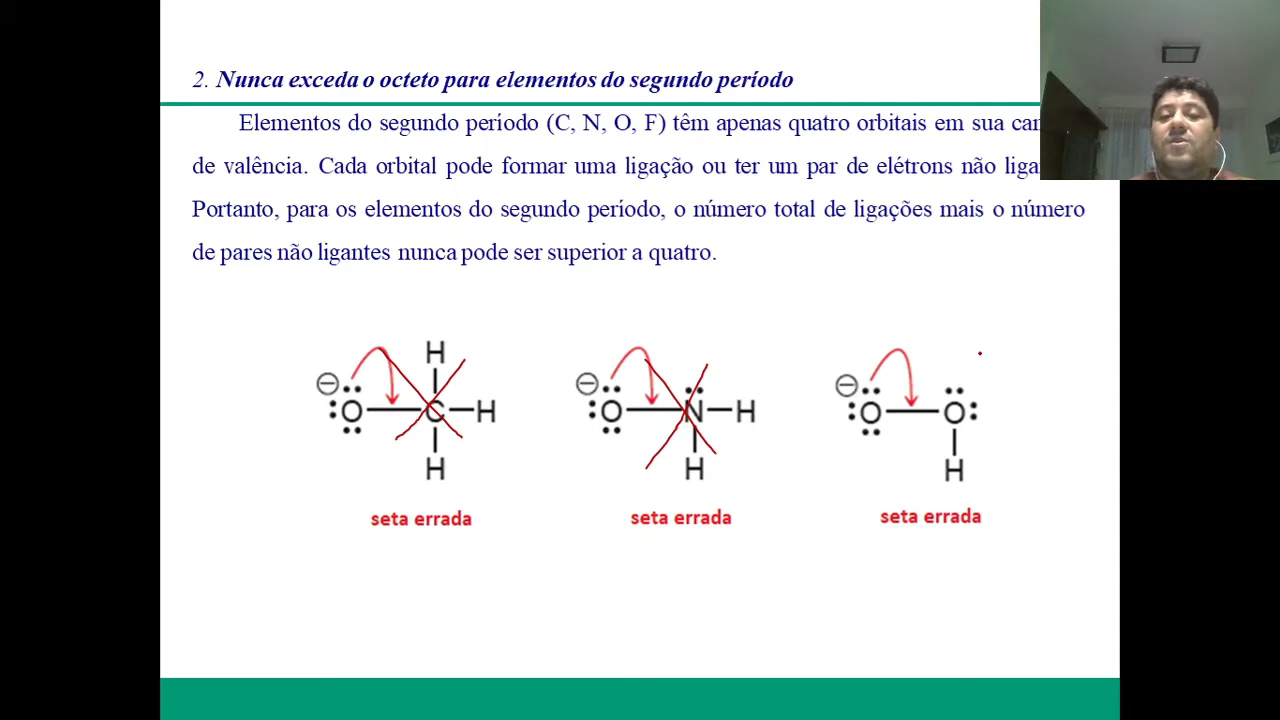 2. Nunca exceda o octeto para elementos do segundo período
Elementos do segundo período (C, N, O, F) têm apenas quatro orbitais em sua
de valência. Cada orbital pode formar uma ligação ou ter um par de elétrons não
Portanto, para os elementos do segundo período, o número total de ligações mais o número
de pares não ligantes nunca pode ser superior a quatro.
H H
O C H O N H O O
H H H
seta errada seta errada seta errada